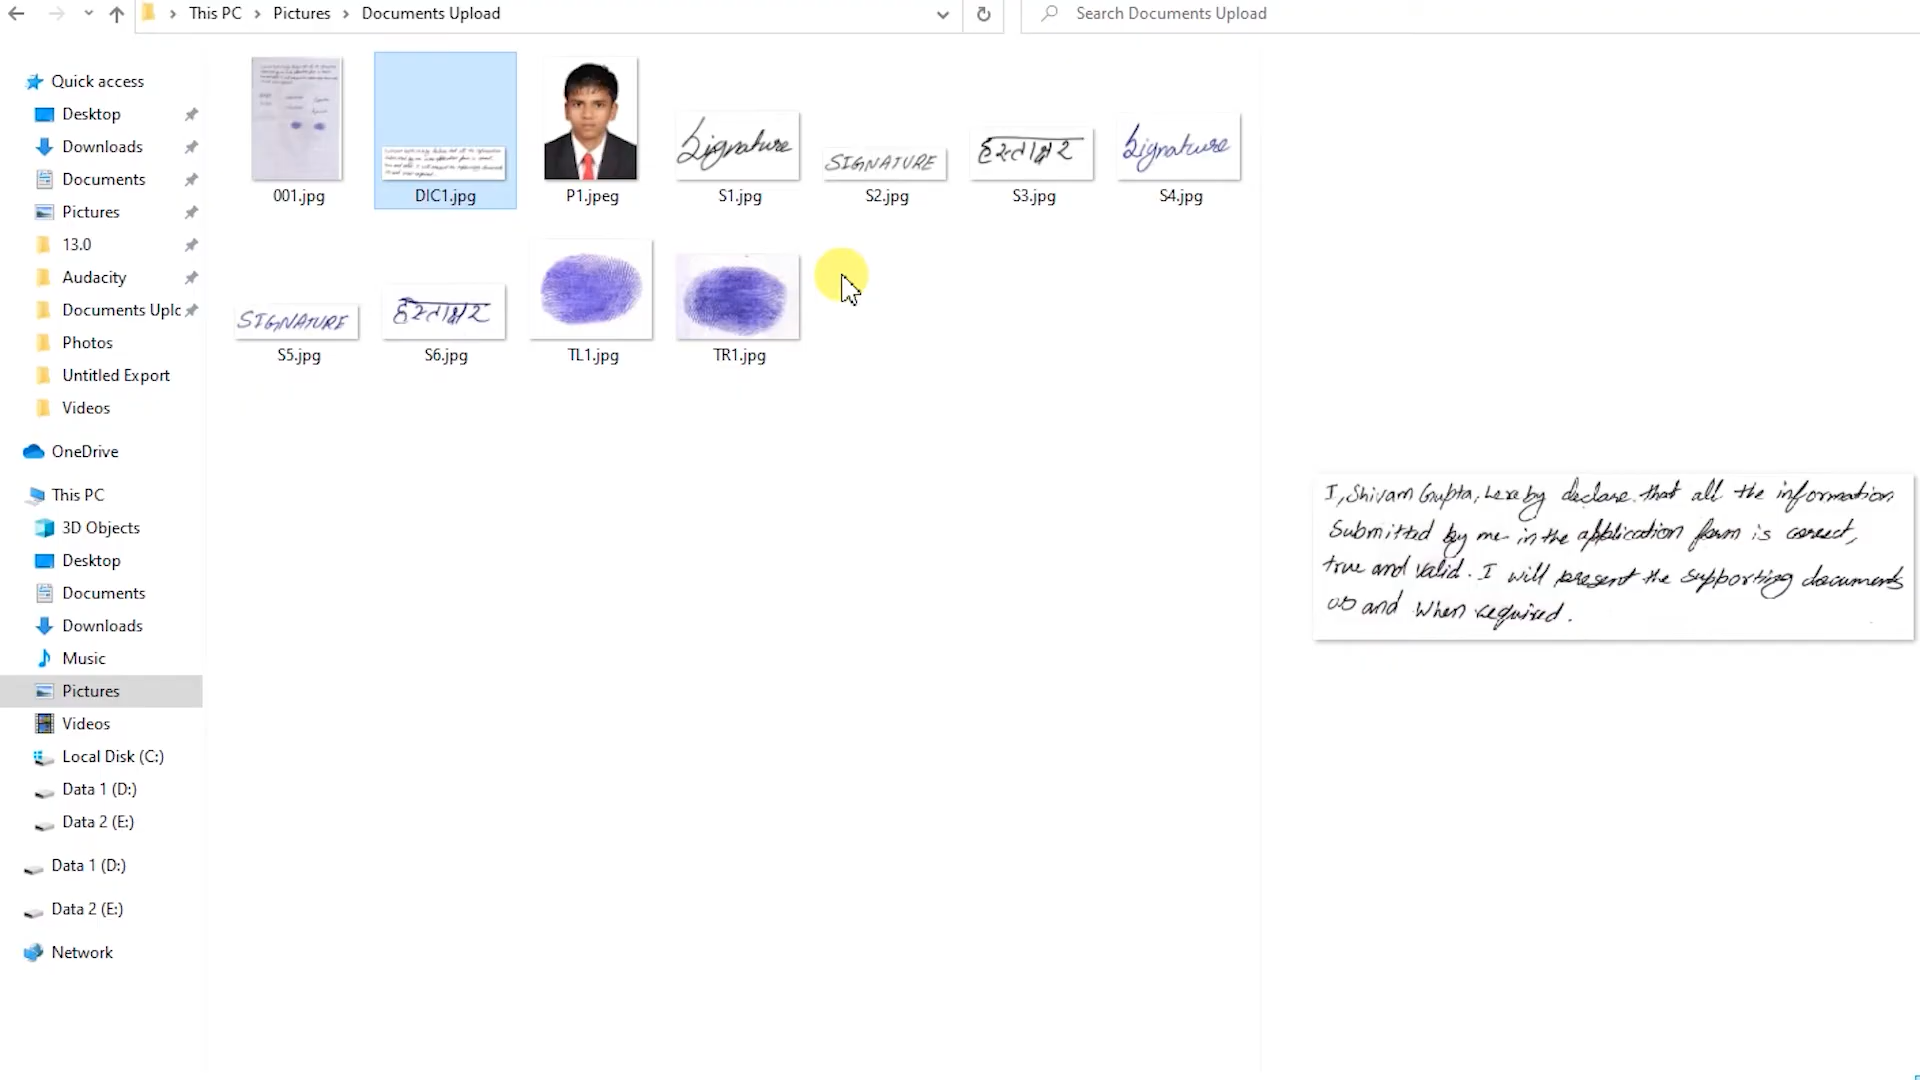 This PC > Pictures > Documents Upload
Search Documents Upload
Quick access
Desktop
Downloads
Documents
Pictures
13.0
Audacity
Documents Uplc
Photos
Untitled Export
Videos
OneDrive
This PC
3D Objects
Desktop
Documents
Downloads
Music
Pictures
Videos
Local Disk (C:)
Data 1 (D:)
Data 2 (E:)
Data 1 (D:)
Data 2 (E:)
Network
001.jpg
DIC1.jpg
P1.jpeg
Signature
S1.jpg
SIGNATURE
S2.jpg
हस्ताक्षर
S3.jpg
Signature
S4.jpg
SIGNATURE
S5.jpg
हस्ताक्षर
S6.jpg
TL1.jpg
TR1.jpg
I, Shivam Gupta, hereby declare that all the information
Submitted by me in the application form is correct,
true and valid. I will present the supporting documents
as and when required.